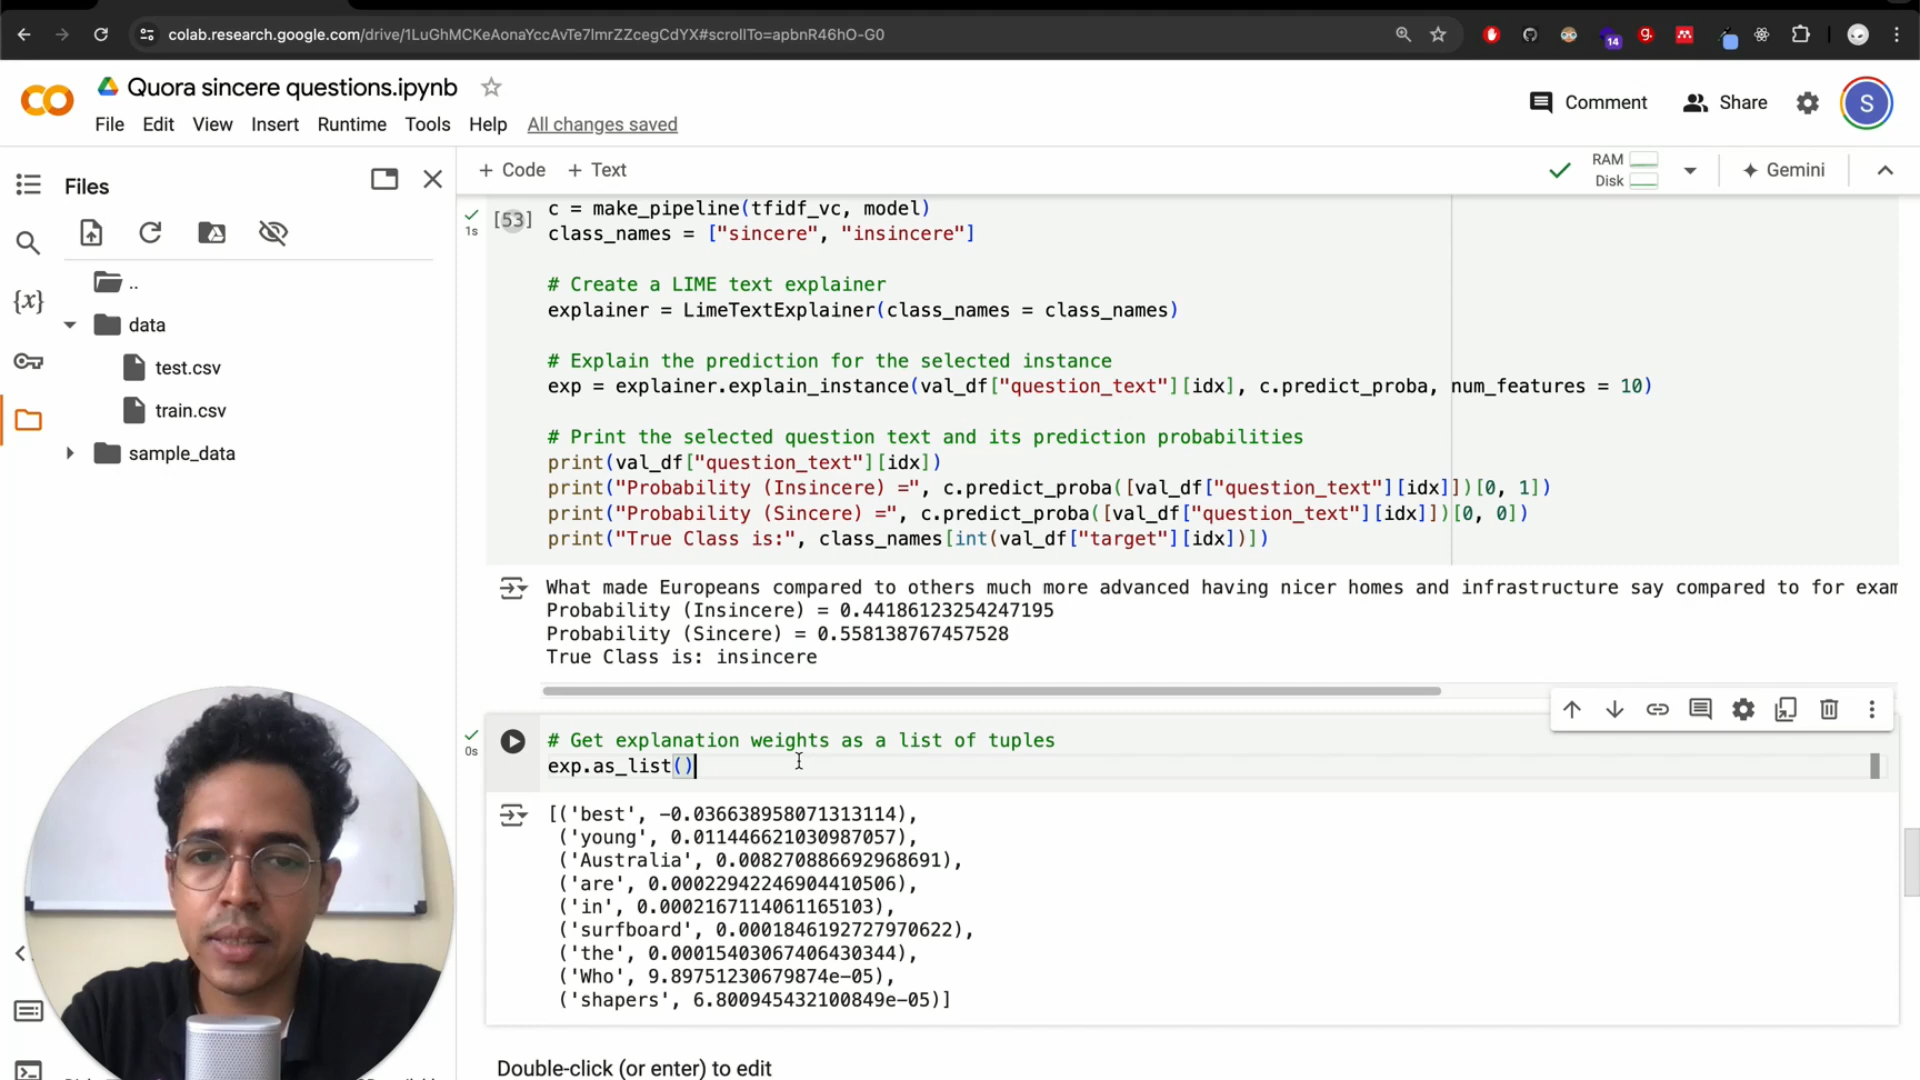 colab.research.google.com/drive/1LuGhMCKeAonaYccAvTe7lmrZZcegCdYX#scrollTo=apbnR46hO-G0
14
g.
Quora sincere questions.ipynb
Comment
Share
S
File Edit View Insert Runtime Tools Help All changes saved
Files
+ Code + Text
RAM
Disk
Gemini
..
data
test.csv
train.csv
sample_data
{x}
1s
[53]
c = make_pipeline(tfidf_vc, model)
class_names = ["sincere", "insincere"]
# Create a LIME text explainer
explainer = LimeTextExplainer(class_names = class_names)
# Explain the prediction for the selected instance
exp = explainer.explain_instance(val_df["question_text"][idx], c.predict_proba, num_features = 10)
# Print the selected question text and its prediction probabilities
print(val_df["question_text"][idx])
print("Probability (Insincere) =", c.predict_proba([val_df["question_text"][idx]])[0, 1])
print("Probability (Sincere) =", c.predict_proba([val_df["question_text"][idx]])[0, 0])
print("True Class is:", class_names[int(val_df["target"][idx])])
What made Europeans compared to others much more advanced having nicer homes and infrastructure say compared to for exam
Probability (Insincere) = 0.44186123254247195
Probability (Sincere) = 0.558138767457528
True Class is: insincere
0s
# Get explanation weights as a list of tuples
exp.as_list()
[('best', -0.036638958071313114),
('young', 0.011446621030987057),
('Australia', 0.008270886692968691),
('are', 0.00022942246904410506),
('in', 0.0002167114061165103),
('surfboard', 0.0001846192727970622),
('the', 0.00015403067406430344),
('Who', 9.89751230679874e-05),
('shapers', 6.800945432100849e-05)]
Double-click (or enter) to edit